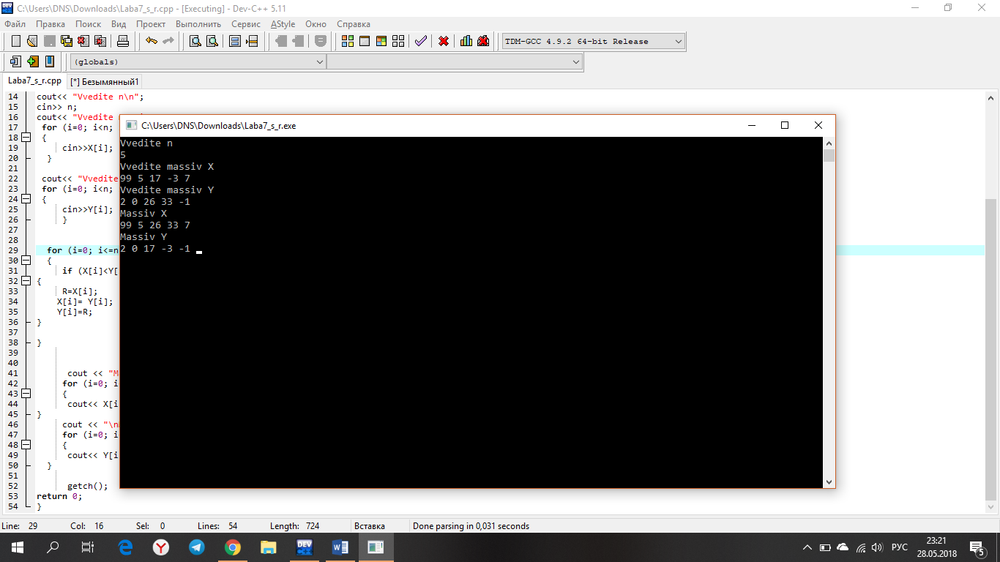 C:\Users\DNS\Downloads\Laba7_s_r.cpp - [Executing] - Dev-C++ 5.11
Файл Правка Поиск Вид Проект Выполнить Сервис AStyle Окно Справка
TDM-GCC 4.9.2 64-bit Release
(globals)
Laba7_s_r.cpp [*] Безымянный1
14 cout<< "Vvedite n\n";
15 cin>> n;
16 cout<< "Vvedite
17 for (i=0; i<n;
18 {
19 cin>>X[i];
20 }
21
22 cout<< "Vvedite
23 for (i=0; i<n;
24 {
25 cin>>Y[i];
26 }
27
28
29 for (i=0; i<=n
30 {
31 if (X[i]<Y[
32 {
33 R=X[i];
34 X[i]= Y[i];
35 Y[i]=R;
36 }
37
38 }
39
40
41 cout << "M
42 for (i=0; i
43 {
44 cout<< X[i
45 }
46 cout << "\n
47 for (i=0; i
48 {
49 cout<< Y[i
50 }
51
52 getch();
53 return 0;
54 }
C:\Users\DNS\Downloads\Laba7_s_r.exe
Vvedite n
5
Vvedite massiv X
99 5 17 -3 7
Vvedite massiv Y
2 0 26 33 -1
Massiv X
99 5 26 33 7
Massiv Y
2 0 17 -3 -1
Line: 29 Col: 16 Sel: 0 Lines: 54 Length: 724 Вставка Done parsing in 0,031 seconds
РУС
23:21
28.05.2018
5